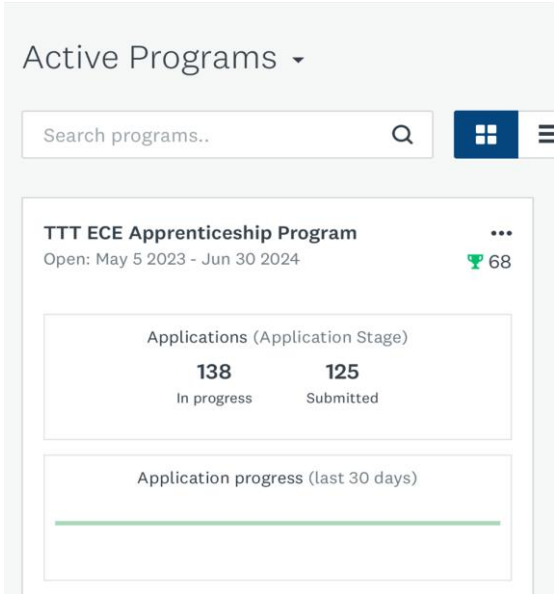 Active Programs
Search programs..
TTT ECE Apprenticeship Program
Open: May 5 2023 - Jun 30 2024
68
Applications (Application Stage)
138 125
In progress Submitted
Application progress (last 30 days)